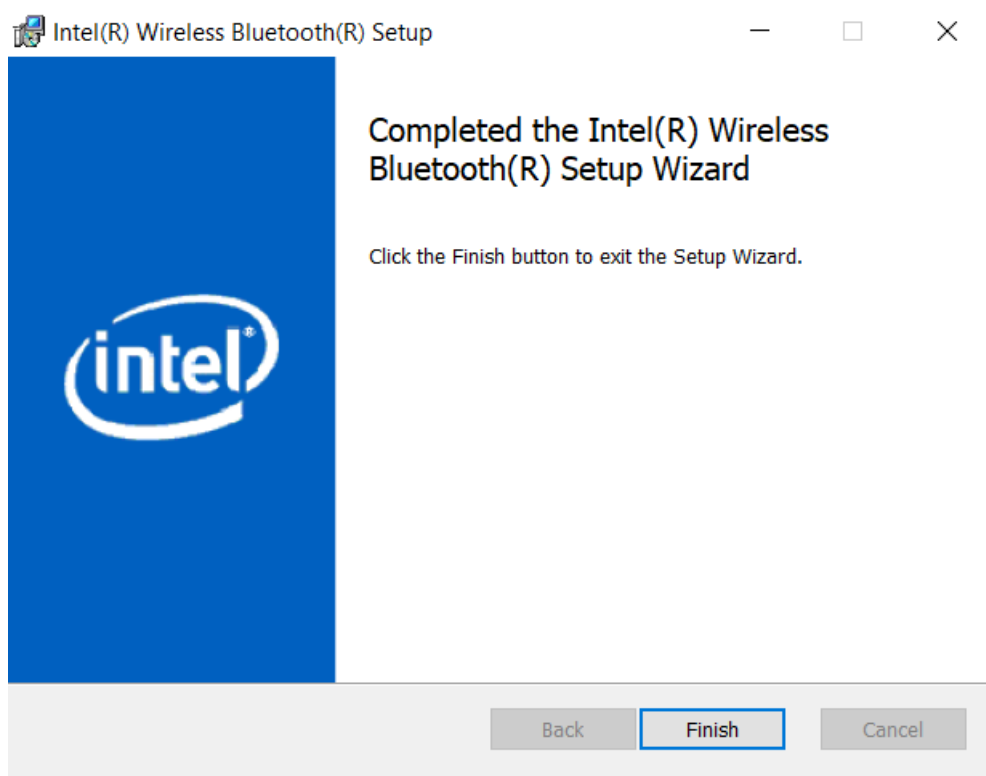 Intel(R) Wireless Bluetooth(R) Setup
Completed the Intel(R) Wireless
Bluetooth(R) Setup Wizard
Click the Finish button to exit the Setup Wizard.
intel®
Back
Finish
Cancel